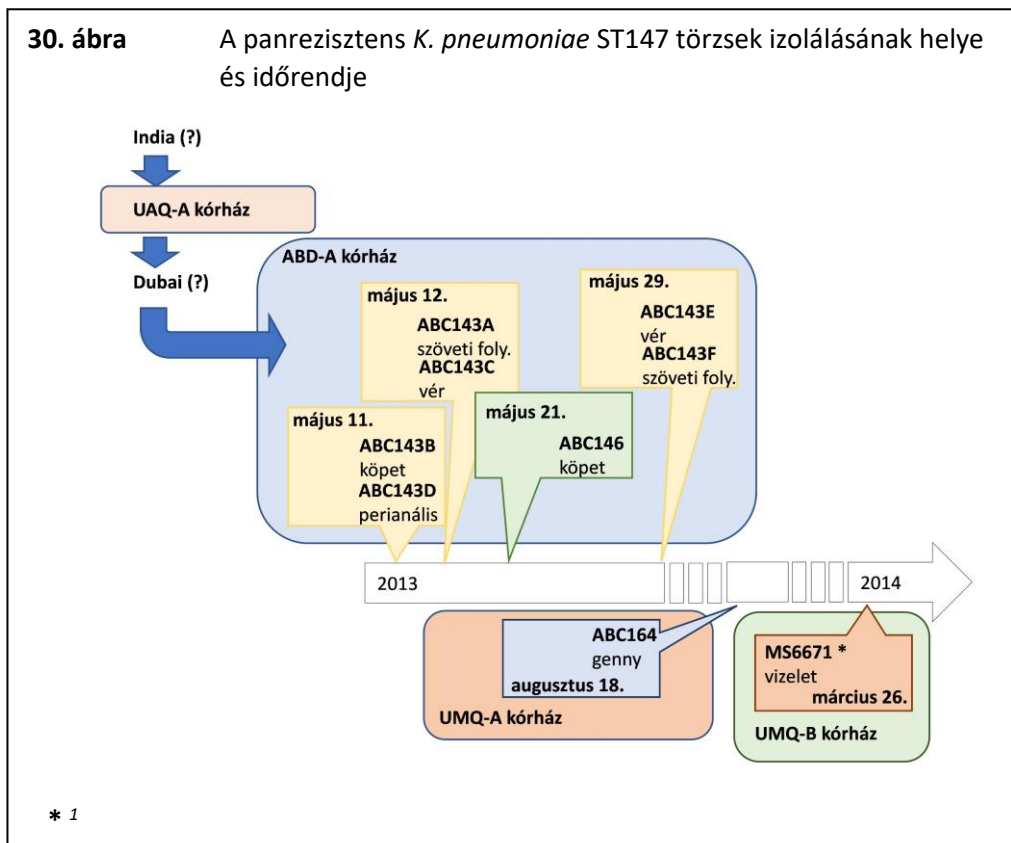 30. ábra A panrezisztens K. pneumoniae ST147 törzsek izolálásának helye
és időrendje
India (?)
UAQ-A kórház
Dubai (?)
ABD-A kórház
május 12.
ABC143A
szöveti foly.
ABC143C
vér
május 29.
ABC143E
vér
ABC143F
szöveti foly.
május 11.
ABC143B
köpet
ABC143D
perianális
május 21.
ABC146
köpet
2013
2014
ABC164
genny
augusztus 18.
UMQ-A kórház
MS6671 *
vizelet
március 26.
UMQ-B kórház
* 1